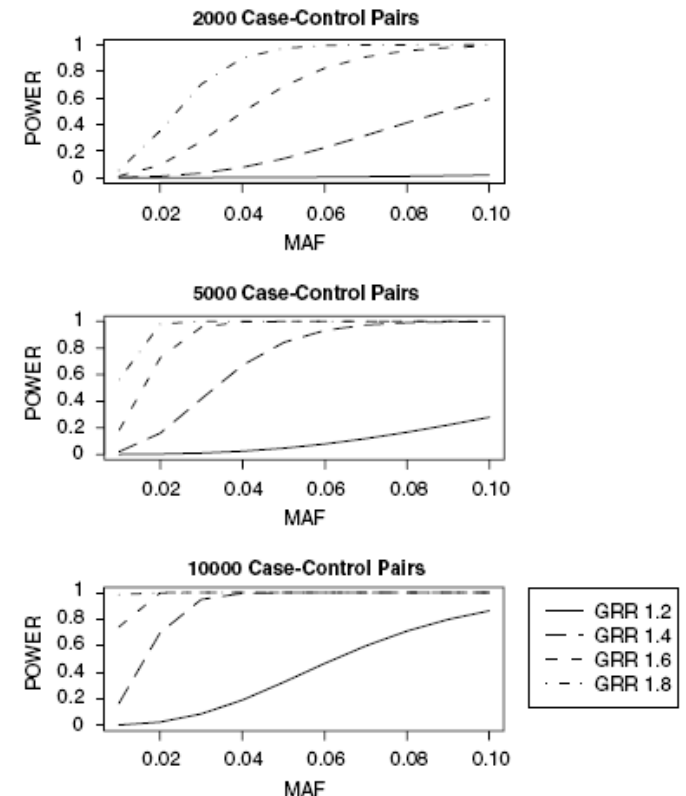 2000 Case-Control Pairs
1
0.8
0.6
0.4
0.2
0
POWER
0.02 0.04 0.06 0.08 0.10
MAF
5000 Case-Control Pairs
1
0.8
0.6
0.4
0.2
0
POWER
0.02 0.04 0.06 0.08 0.10
MAF
10000 Case-Control Pairs
1
0.8
0.6
0.4
0.2
0
POWER
0.02 0.04 0.06 0.08 0.10
MAF
GRR 1.2
GRR 1.4
GRR 1.6
GRR 1.8